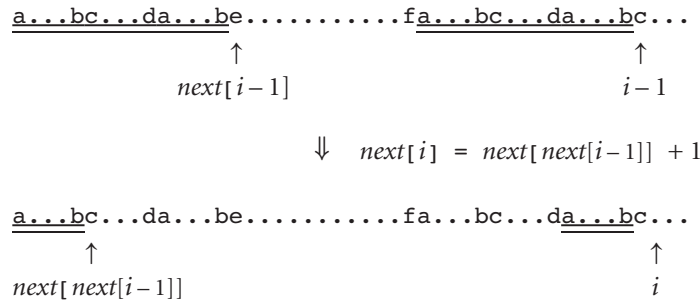 a...bc...da...be...........fa...bc...da...bc...
↑ ↑
next[i – 1] i – 1
⇓ next[i] = next[next[i–1]] + 1
a...bc...da...be...........fa...bc...da...bc...
↑ ↑
next[next[i–1]] i